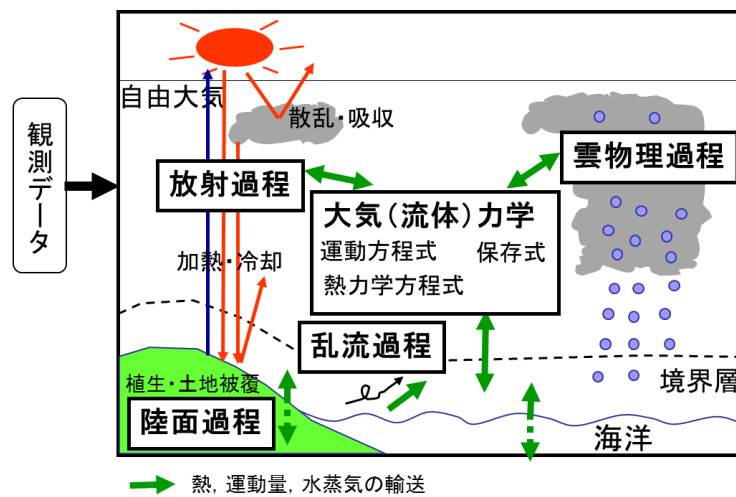 自由大気
散乱・吸収
観測データ
雲物理過程
放射過程
大気(流体)力学
運動方程式 保存式
熱力学方程式
加熱・冷却
乱流過程
境界層
植生・土地被覆
陸面過程
海洋
熱, 運動量, 水蒸気の輸送